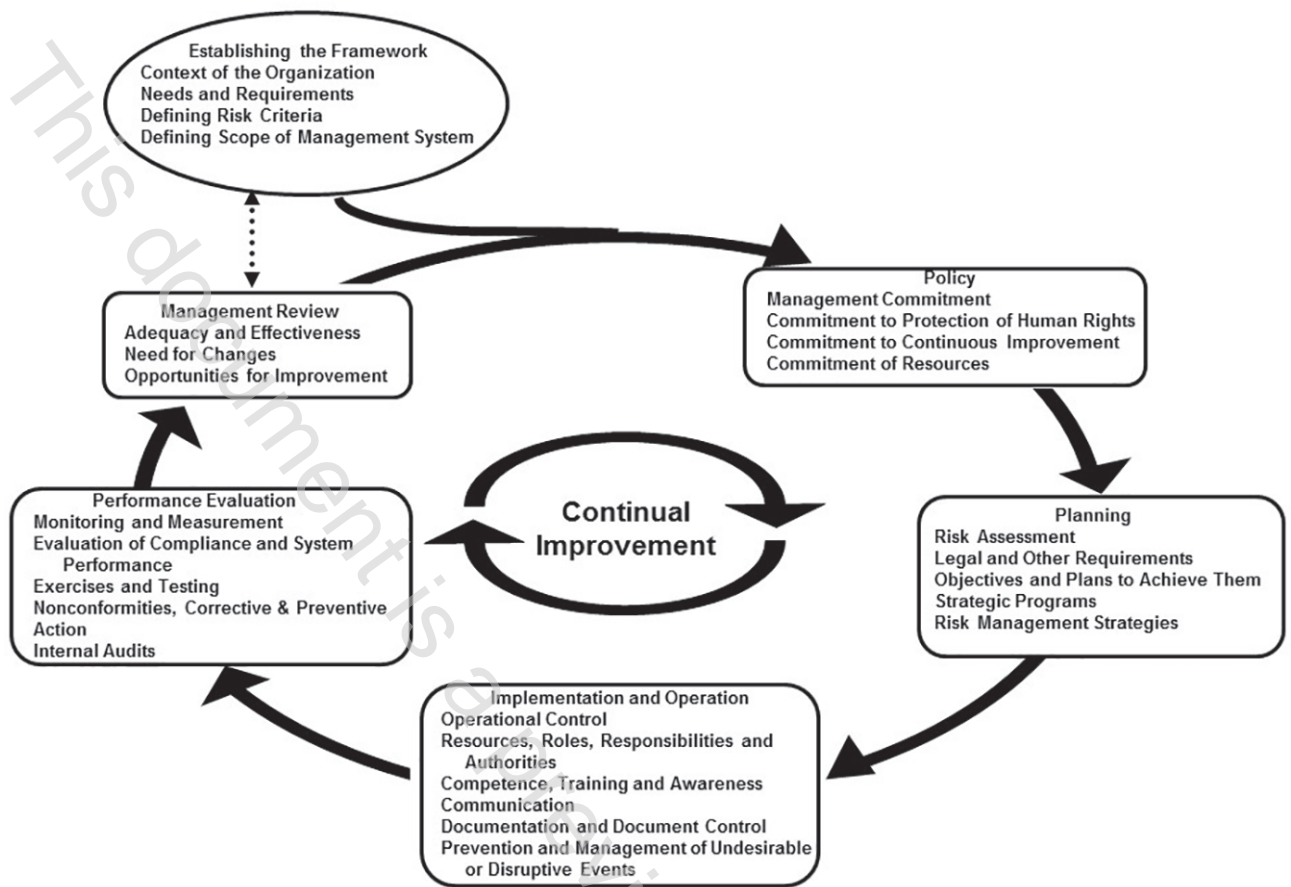 Establishing the Framework
Context of the Organization
Needs and Requirements
Defining Risk Criteria
Defining Scope of Management System
Management Review
Adequacy and Effectiveness
Need for Changes
Opportunities for Improvement
Policy
Management Commitment
Commitment to Protection of Human Rights
Commitment to Continuous Improvement
Commitment of Resources
Performance Evaluation
Monitoring and Measurement
Evaluation of Compliance and System
Performance
Exercises and Testing
Nonconformities, Corrective & Preventive
Action
Internal Audits
Continual
Improvement
Planning
Risk Assessment
Legal and Other Requirements
Objectives and Plans to Achieve Them
Strategic Programs
Risk Management Strategies
Implementation and Operation
Operational Control
Resources, Roles, Responsibilities and
Authorities
Competence, Training and Awareness
Communication
Documentation and Document Control
Prevention and Management of Undesirable
or Disruptive Events
This document is a